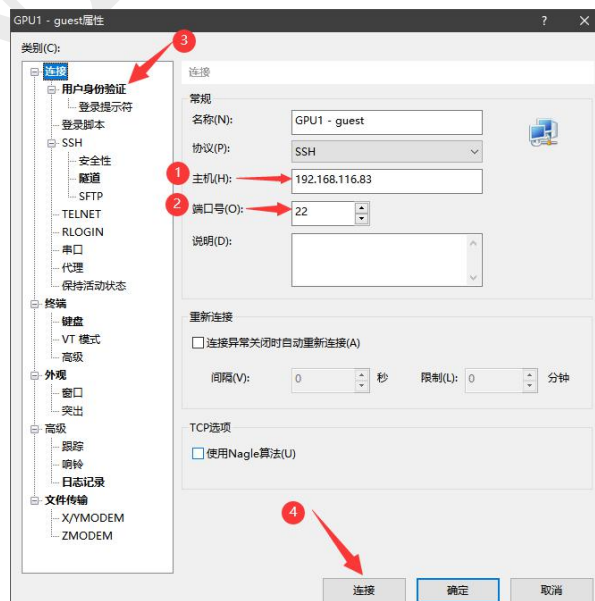 GPU1 - guest属性
? ×
类别(C):
3
连接
用户身份验证
登录提示符
登录脚本
SSH
安全性
隧道
SFTP
TELNET
RLOGIN
串口
代理
保持活动状态
终端
键盘
VT 模式
高级
外观
窗口
突出
高级
跟踪
响铃
日志记录
文件传输
X/YMODEM
ZMODEM
连接
常规
名称(N): GPU1 - guest
协议(P): SSH
1 主机(H): 192.168.116.83
2 端口号(O): 22
说明(D):
重新连接
连接异常关闭时自动重新连接(A)
间隔(V): 0 秒 限制(L): 0 分钟
TCP选项
使用Nagle算法(U)
4
连接 确定 取消